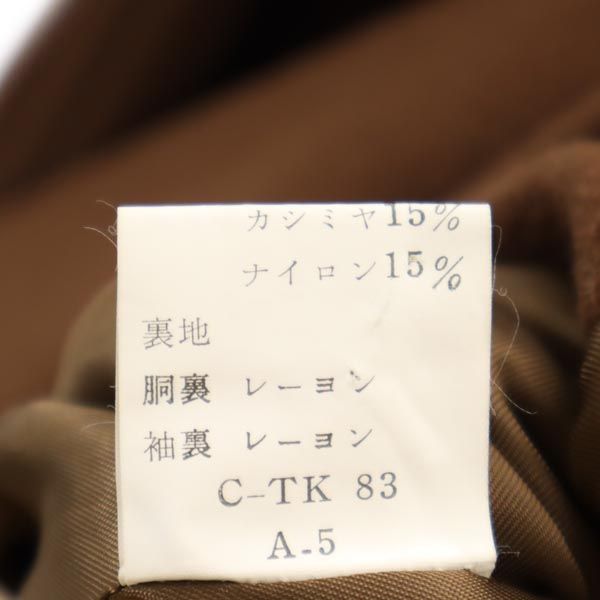 カシミヤ15%
ナイロン15%
裏地
胴裏 レーヨン
袖裏 レーヨン
C-TK 83
A-5